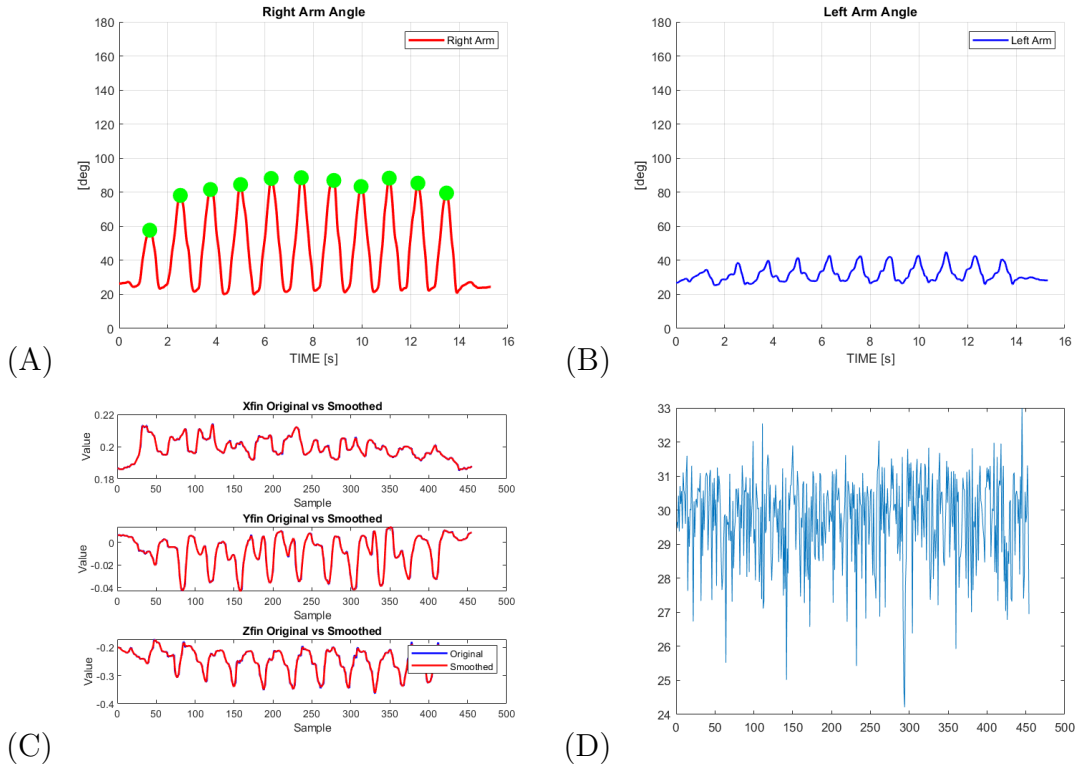 Right Arm Angle
180
160
140
120
100
80
60
40
20
0
[deg]
Right Arm
0 2 4 6 8 10 12 14 16
TIME [s]
(A)
Left Arm Angle
180
160
140
120
100
80
60
40
20
0
[deg]
Left Arm
0 2 4 6 8 10 12 14 16
TIME [s]
(B)
Xfin Original vs Smoothed
0.22
0.2
0.18
Value
0 50 100 150 200 250 300 350 400 450 500
Sample
Yfin Original vs Smoothed
0
-0.02
-0.04
Value
0 50 100 150 200 250 300 350 400 450 500
Sample
Zfin Original vs Smoothed
-0.2
-0.3
-0.4
Value
Original
Smoothed
0 50 100 150 200 250 300 350 400 450 500
Sample
(C)
33
32
31
30
29
28
27
26
25
24
0 50 100 150 200 250 300 350 400 450 500
(D)